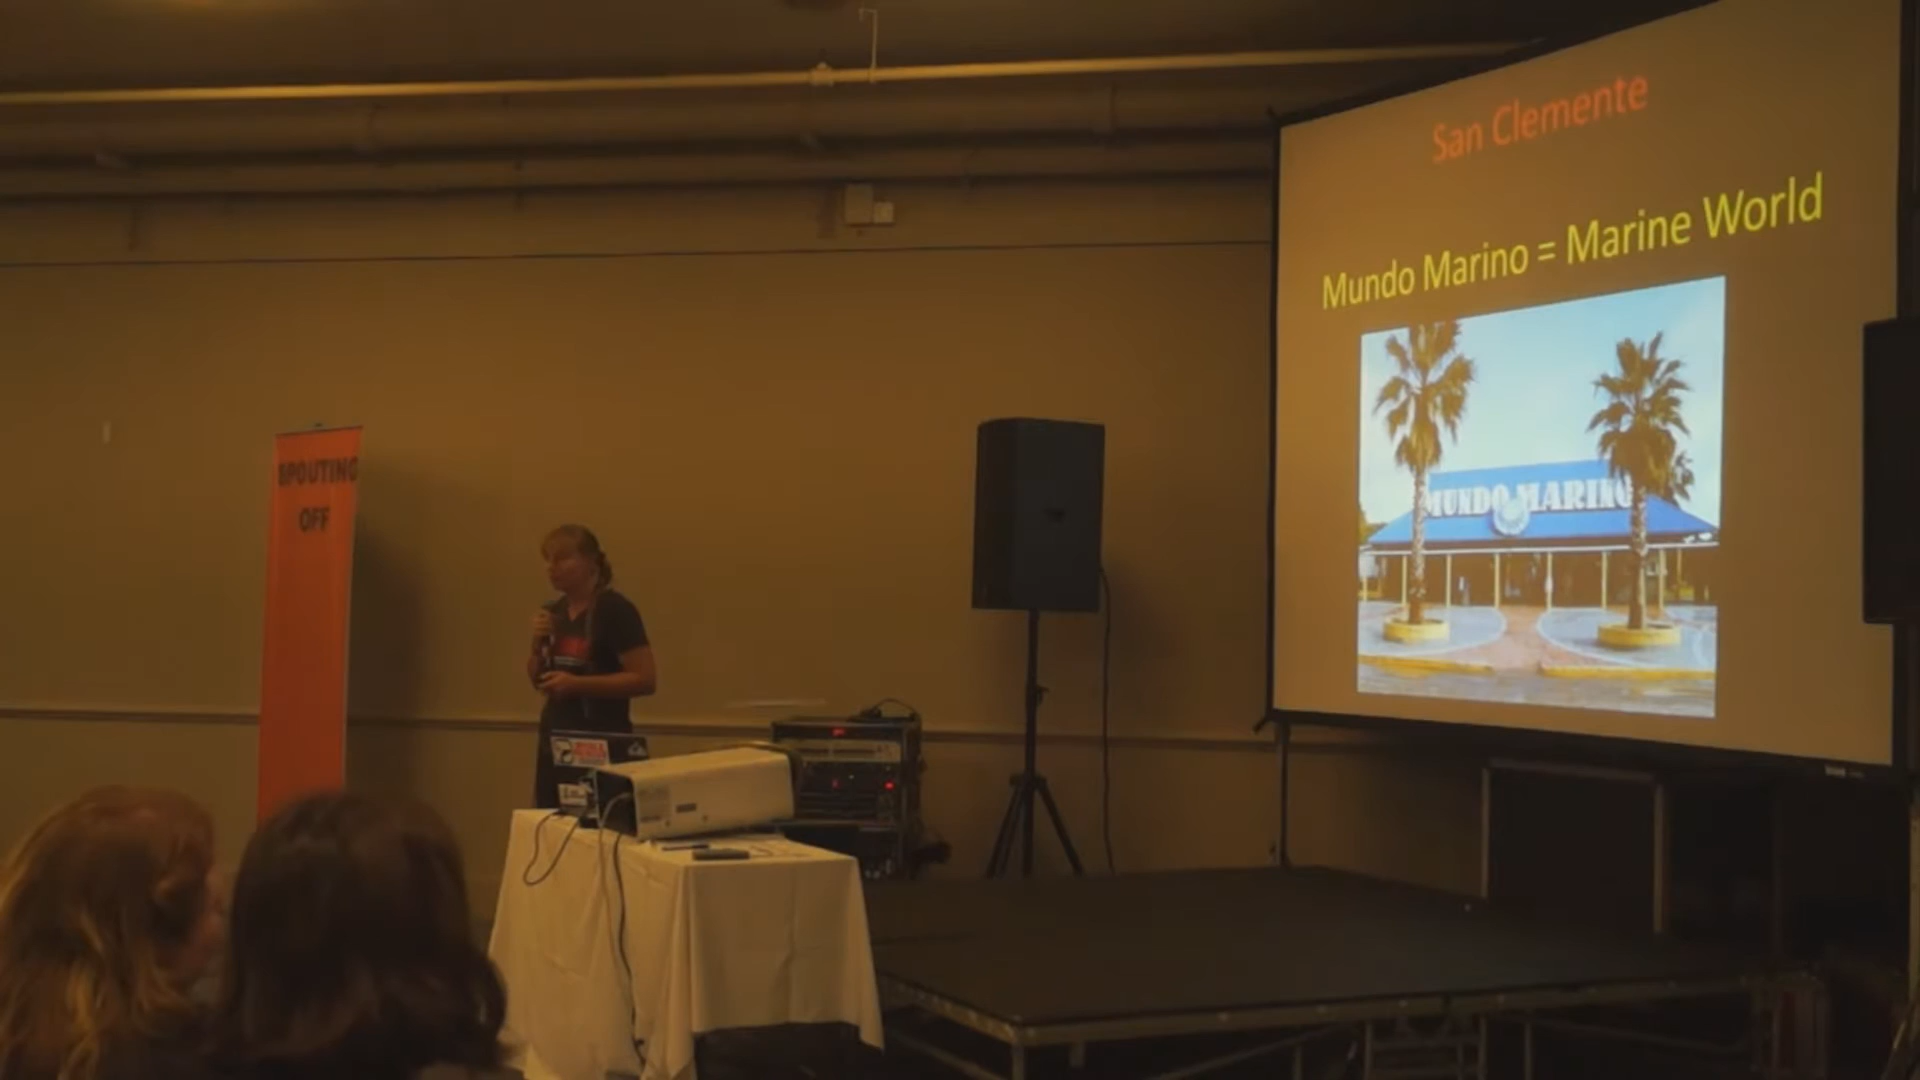 San Clemente
Mundo Marino = Marine World
MUNDO MARINO
SPOUTING
OFF